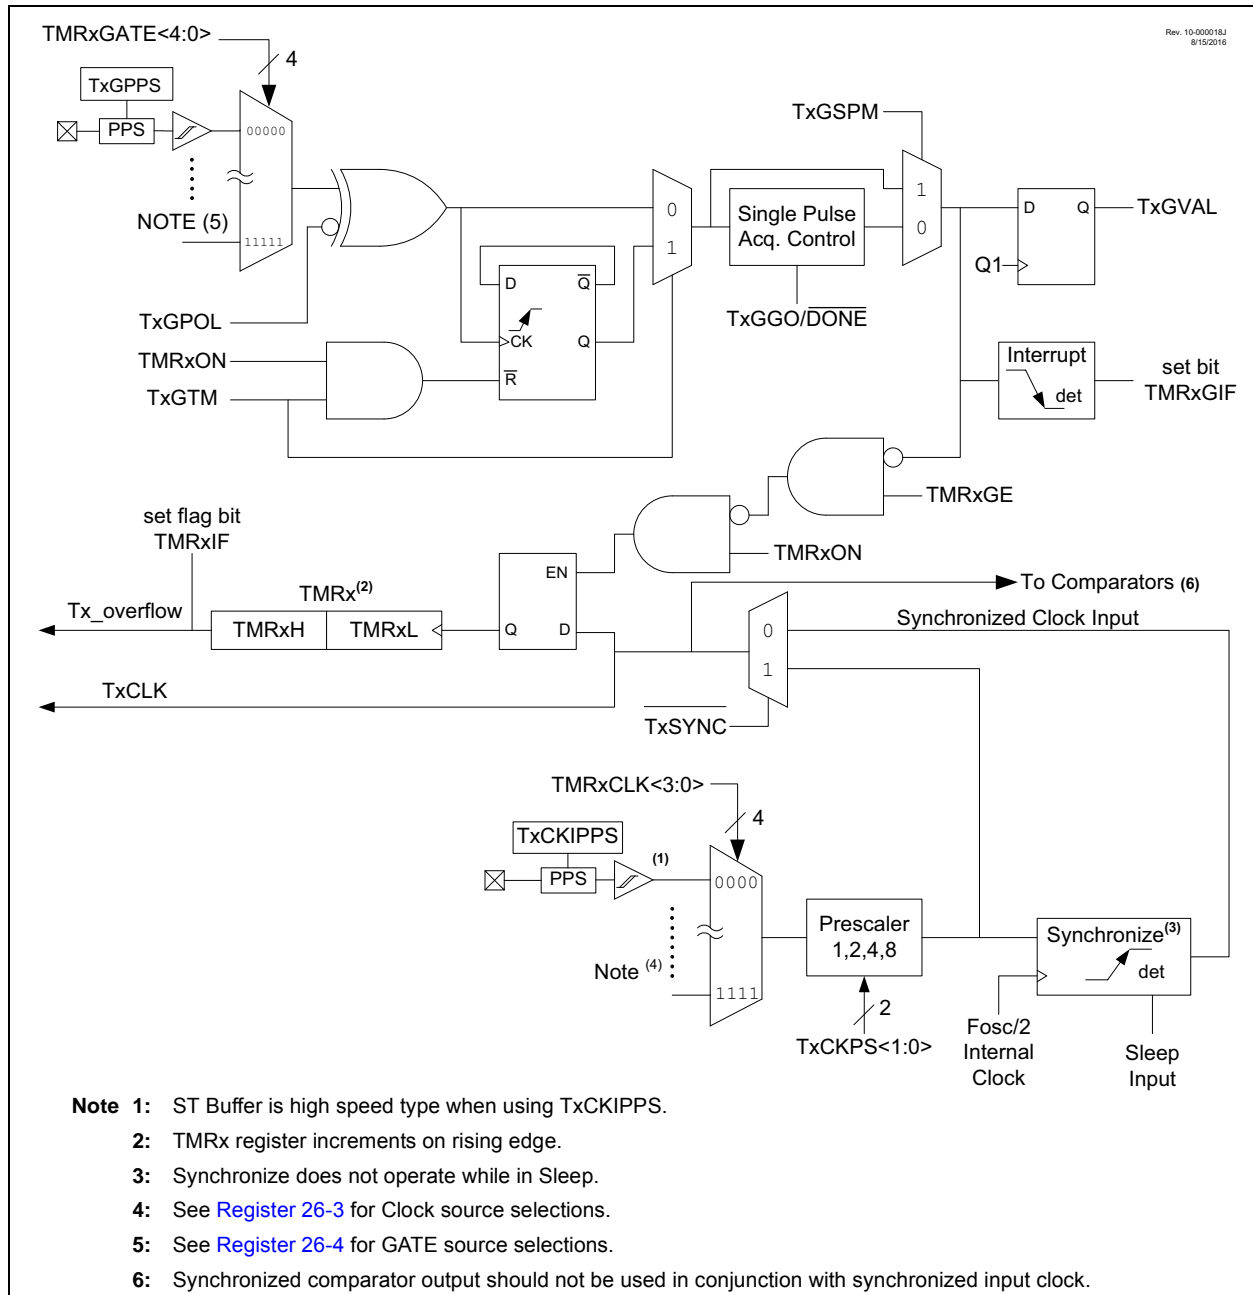 Rev. 10-000018J
8/15/2016
TMRxGATE<4:0>
4
TxGPPS
PPS
00000
NOTE (5)
11111
TxGPOL
TMRxON
TxGTM
D
Q
CK
Q
R
0
1
Single Pulse
Acq. Control
TxGGO/DONE
TxGSPM
1
0
D
Q
Q1
TxGVAL
Interrupt
det
set bit
TMRxGIF
TMRxGE
TMRxON
set flag bit
TMRxIF
Tx_overflow
TMRx(2)
TMRxH
TMRxL
EN
Q
D
TxCLK
To Comparators (6)
Synchronized Clock Input
0
1
TxSYNC
TMRxCLK<3:0>
4
TxCKIPPS
PPS
(1)
0000
Note (4)
1111
Prescaler
1,2,4,8
2
TxCKPS<1:0>
Synchronize(3)
det
Fosc/2
Internal
Clock
Sleep
Input
Note 1: ST Buffer is high speed type when using TxCKIPPS.
2: TMRx register increments on rising edge.
3: Synchronize does not operate while in Sleep.
4: See Register 26-3 for Clock source selections.
5: See Register 26-4 for GATE source selections.
6: Synchronized comparator output should not be used in conjunction with synchronized input clock.